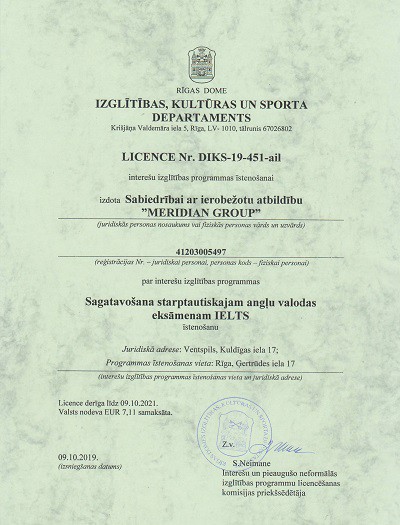 RĪGAS DOME
IZGLĪTĪBAS, KULTŪRAS UN SPORTA
DEPARTAMENTS
Krišjāņa Valdemāra iela 5, Rīga, LV- 1010, tālrunis 67026802
LICENCE Nr. DIKS-19-451-ail
interešu izglītības programmas īstenošanai
izdota Sabiedrībai ar ierobežotu atbildību
”MERIDIAN GROUP”
(juridiskās personas nosaukums vai fiziskās personas vārds un uzvārds)
41203005497
(reģistrācijas Nr. – juridiskai personai, personas kods – fiziskai personai)
par interešu izglītības programmas
Sagatavošana starptautiskajam angļu valodas
eksāmenam IELTS
īstenošanu
Juridiskā adrese: Ventspils, Kuldīgas iela 17;
Programmas īstenošanas vieta: Rīga, Ģertrūdes iela 17
(interešu izglītības programmas īstenošanas vieta un juridiskā adrese)
Licence derīga līdz 09.10.2021.
Valsts nodeva EUR 7,11 samaksāta.
Z.v.
09.10.2019.
(izsniegšanas datums)
S.Neimane
Interešu un pieaugušo neformālās
izglītības programmu licencēšanas
komisijas priekšsēdētāja